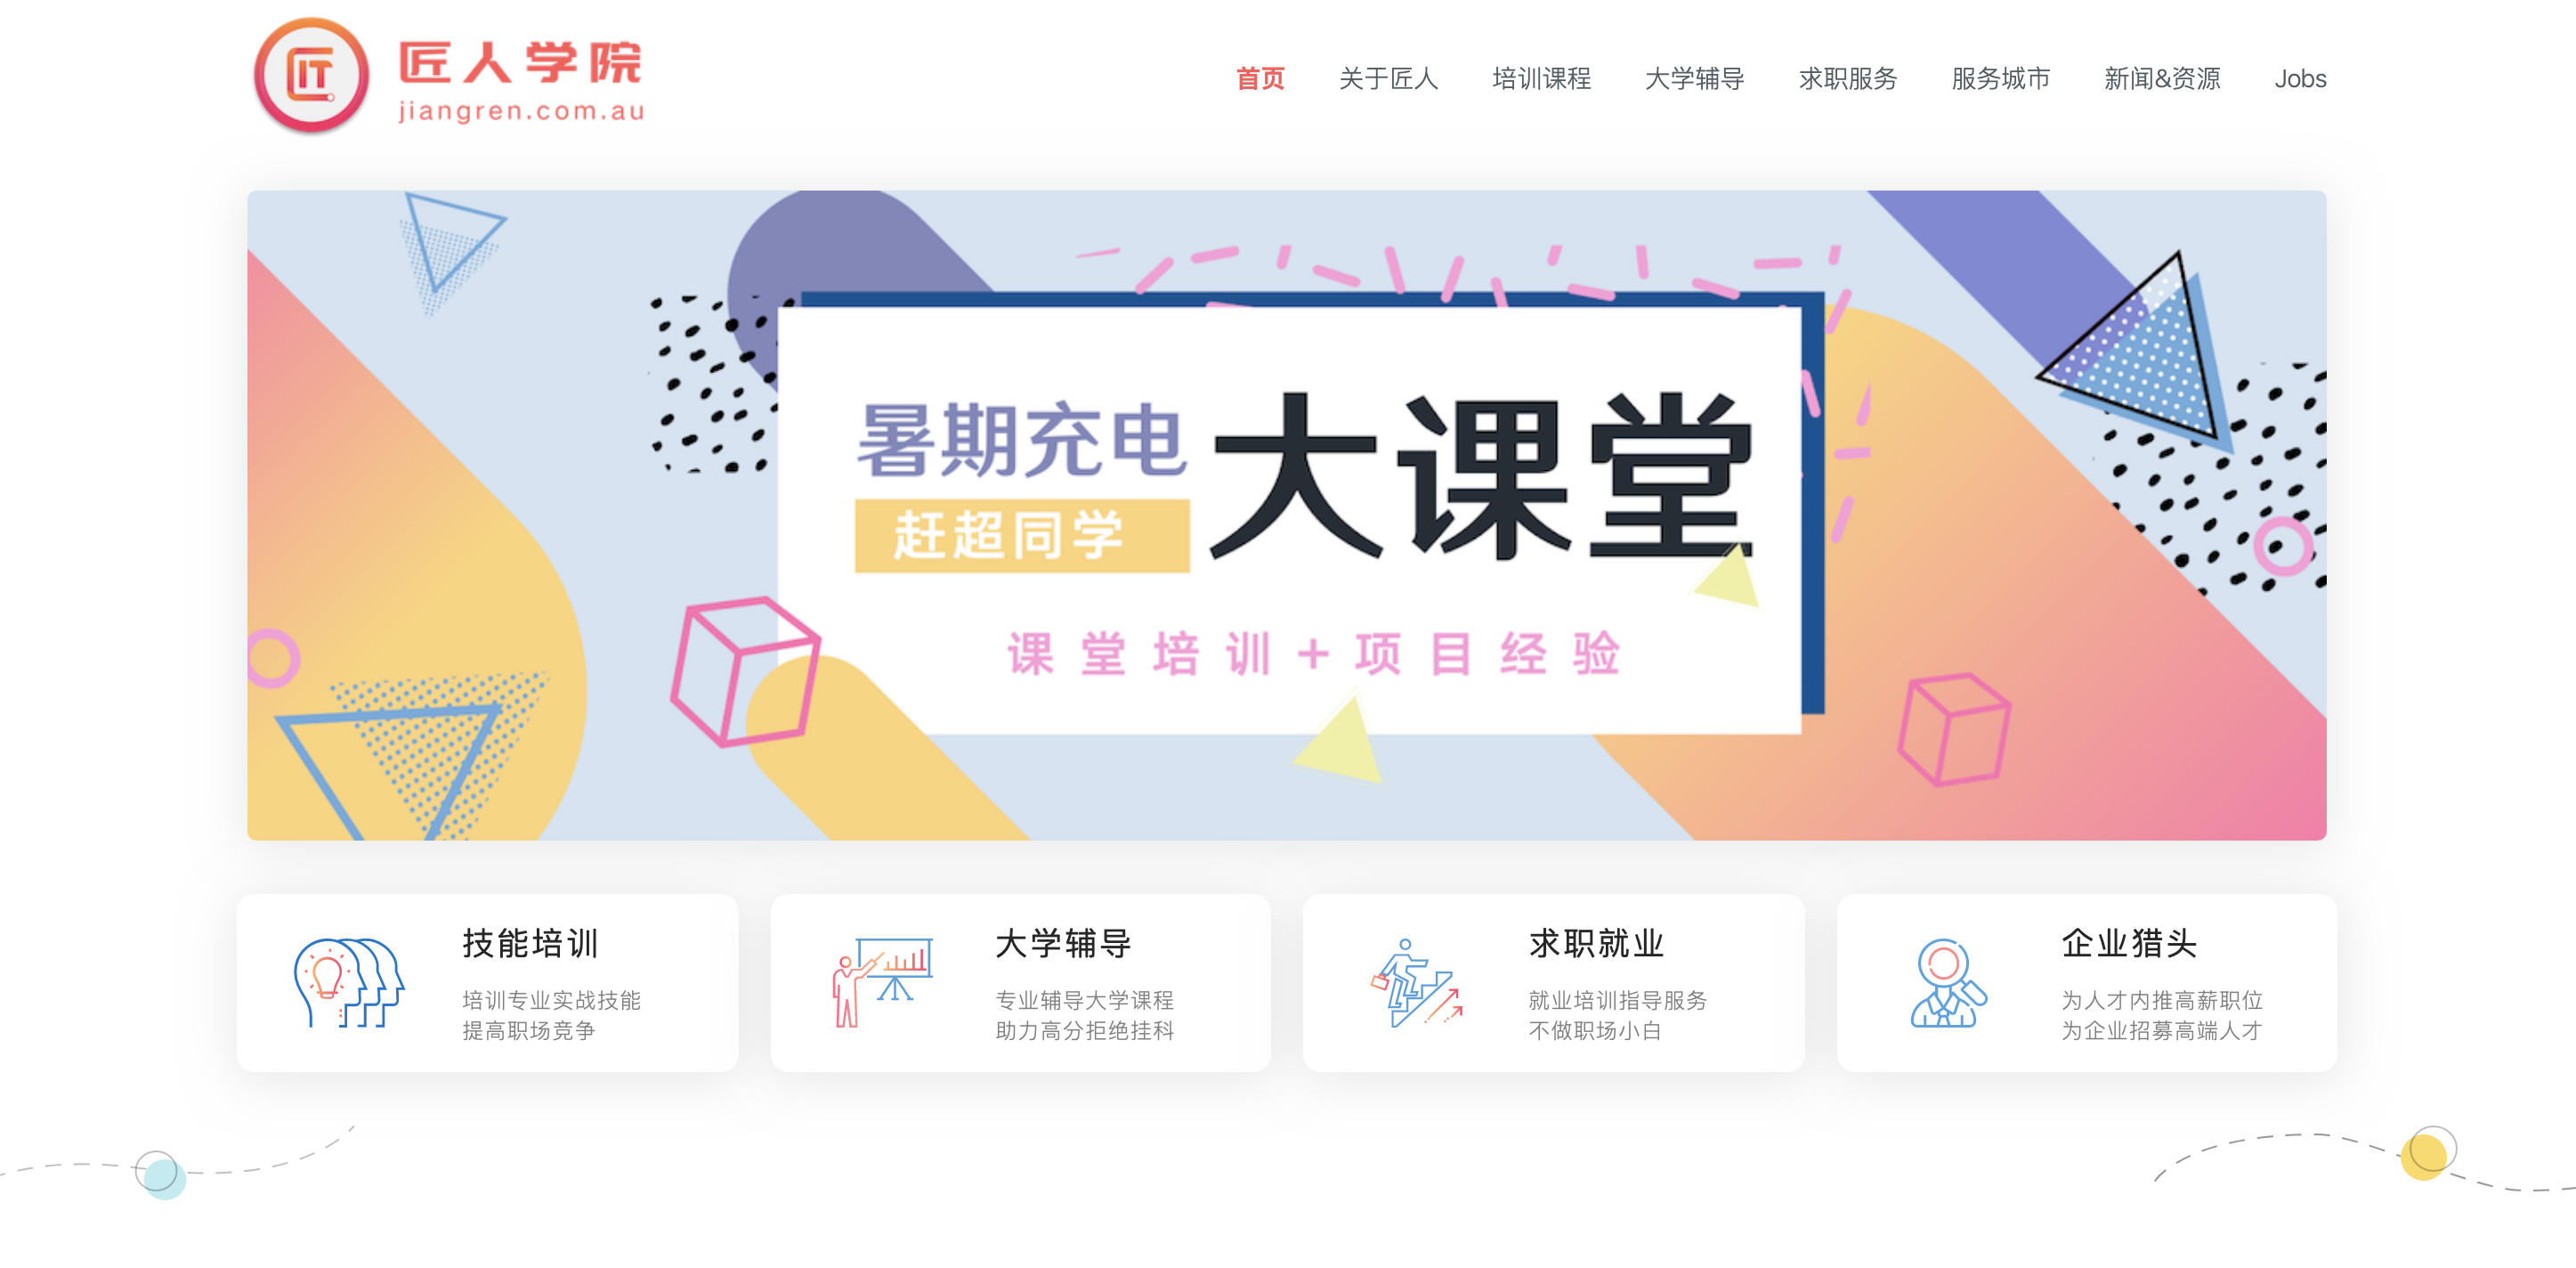 匠人学院
jiangren.com.au
首页 关于匠人 培训课程 大学辅导 求职服务 服务城市 新闻&资源 Jobs
暑期充电
大课堂
赶超同学
课堂培训+项目经验
技能培训
培训专业实战技能
提高职场竞争
大学辅导
专业辅导大学课程
助力高分拒绝挂科
求职就业
就业培训指导服务
不做职场小白
企业猎头
为人才内推高薪职位
为企业招募高端人才